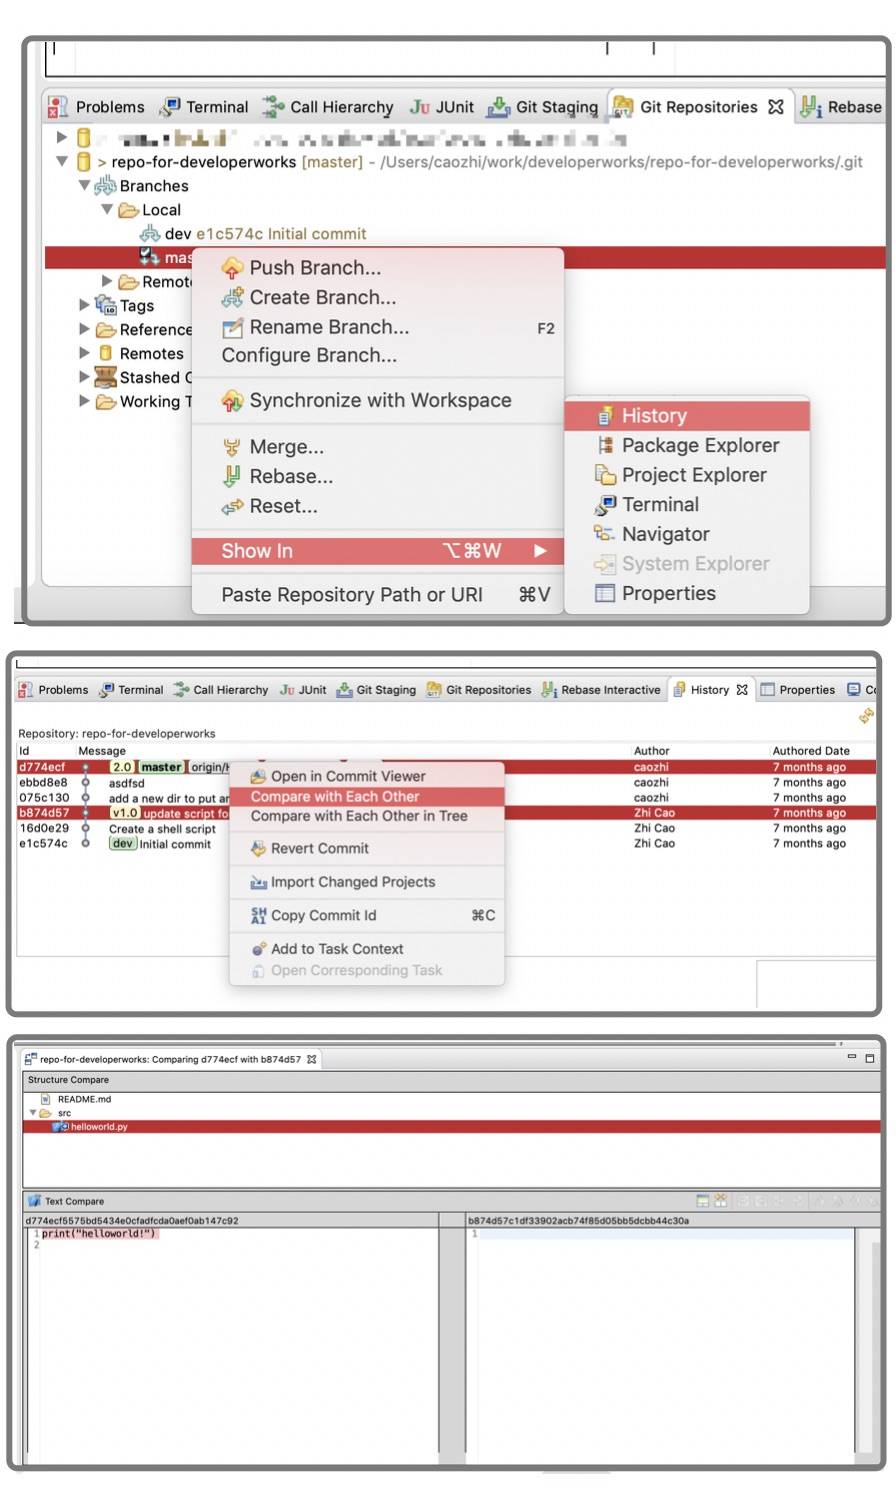 Problems Terminal Call Hierarchy JUnit Git Staging Git Repositories Rebase
> repo-for-developerworks [master] - /Users/caozhi/work/developerworks/repo-for-developerworks/.git
Branches
Local
dev e1c574c Initial commit
mas
Remot
Tags
Reference
Remotes
Stashed C
Working T
Push Branch...
Create Branch...
Rename Branch... F2
Configure Branch...
Synchronize with Workspace
Merge...
Rebase...
Reset...
Show In ⌥⌘W ▶
Paste Repository Path or URI ⌘V
History
Package Explorer
Project Explorer
Terminal
Navigator
System Explorer
Properties
Problems Terminal Call Hierarchy JUnit Git Staging Git Repositories Rebase Interactive History Properties Co
Repository: repo-for-developerworks
Id Message Author Authored Date
d774ecf 2.0 master origin/H caozhi 7 months ago
ebbd8e8 asdfsd caozhi 7 months ago
075c130 add a new dir to put ar caozhi 7 months ago
b874d57 v1.0 update script fo Zhi Cao 7 months ago
16d0e29 Create a shell script Zhi Cao 7 months ago
e1c574c dev Initial commit Zhi Cao 7 months ago
Open in Commit Viewer
Compare with Each Other
Compare with Each Other in Tree
Revert Commit
Import Changed Projects
Copy Commit Id ⌘C
Add to Task Context
Open Corresponding Task
repo-for-developerworks: Comparing d774ecf with b874d57
Structure Compare
README.md
src
helloworld.py
Text Compare
d774ecf5575bd5434e0cfadfcda0aef0ab147c92 b874d57c1df33902acb74f85d05bb5dcbb44c30a
1 print("helloworld!") 1
2